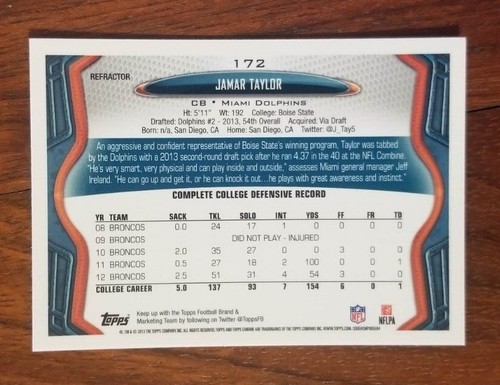 172
REFRACTOR
JAMAR TAYLOR
CB • MIAMI DOLPHINS
Ht: 5'11" Wt: 192 College: Boise State
Drafted: Dolphins #2 - 2013, 54th Overall Acquired: Via Draft
Born: n/a, San Diego, CA Home: San Diego, CA Twitter: @J_Tay5
An aggressive and confident representative of Boise State's winning program, Taylor was tabbed
by the Dolphins with a 2013 second-round draft pick after he ran 4.37 in the 40 at the NFL Combine.
"He's very smart, very physical and can play inside and outside," assesses Miami general manager Jeff
Ireland. "He can go up and get it, or he can knock it out...he plays with great awareness and instinct."
COMPLETE COLLEGE DEFENSIVE RECORD
YR TEAM SACK TKL SOLO INT YDS FF FR TD
08 BRONCOS 0.0 24 17 1 0 0 0 0
09 BRONCOS DID NOT PLAY - INJURED
10 BRONCOS 2.0 35 27 0 0 3 0 0
11 BRONCOS 0.5 27 18 2 100 0 0 1
12 BRONCOS 2.5 51 31 4 54 3 0 0
COLLEGE CAREER 5.0 137 93 7 154 6 0 1
Topps
Keep up with the Topps Football Brand &
Marketing Team by following on Twitter @ToppsFB
NFL
NFLPA